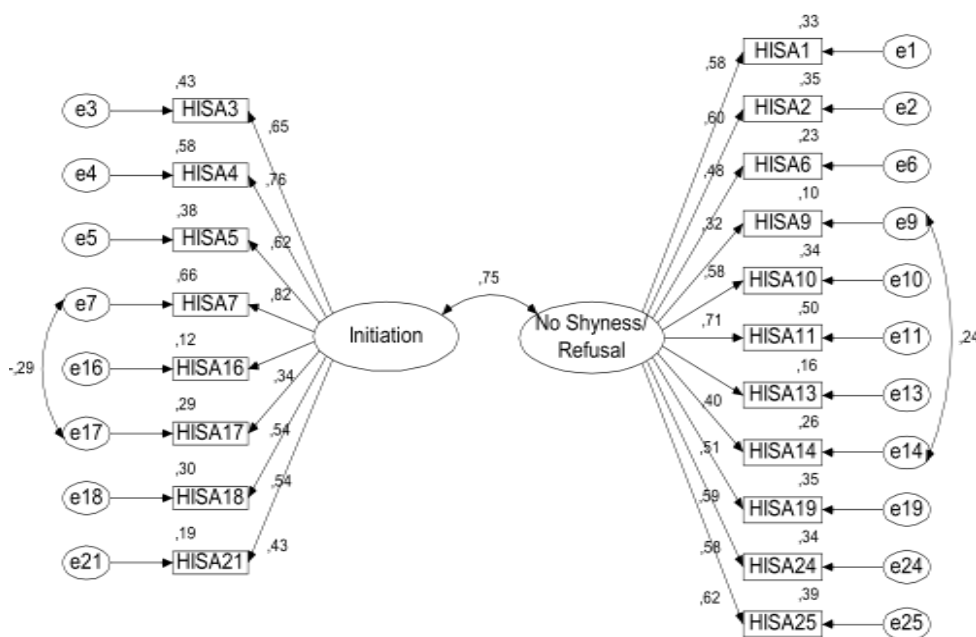 ,33
HISA1
e1
,58
,43
,35
e3
HISA3
HISA2
e2
,65
,60
,58
,23
e4
HISA4
,76
,48
HISA6
e6
,38
,10
e5
HISA5
,62
,32
HISA9
e9
,66
,34
e7
HISA7
,82
,75
,58
HISA10
e10
Initiation
No Shyness/
Refusal
,71
,50
HISA11
e11
,24
,12
-,29
e16
HISA16
,34
,16
HISA13
e13
,29
,40
,26
e17
HISA17
,54
HISA14
e14
,30
,51
,35
e18
HISA18
,54
,59
HISA19
e19
,19
,34
e21
HISA21
,43
,58
HISA24
e24
,39
,62
HISA25
e25